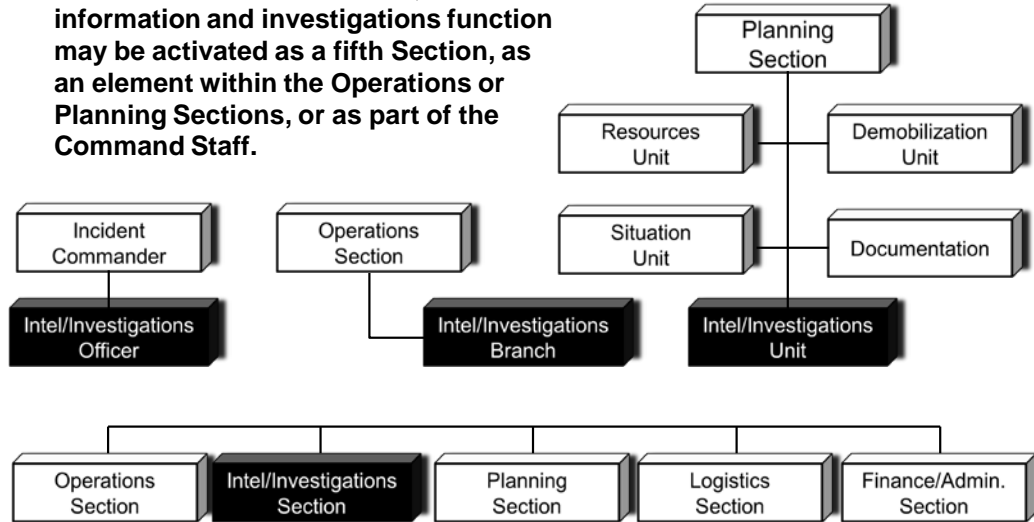 information and investigations function
may be activated as a fifth Section, as
an element within the Operations or
Planning Sections, or as part of the
Command Staff.
Planning
Section
Resources
Unit
Demobilization
Unit
Situation
Unit
Documentation
Incident
Commander
Operations
Section
Intel/Investigations
Officer
Intel/Investigations
Branch
Intel/Investigations
Unit
Operations
Section
Intel/Investigations
Section
Planning
Section
Logistics
Section
Finance/Admin.
Section